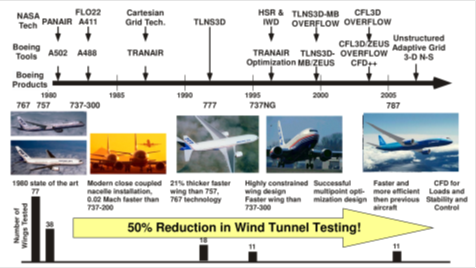 NASA
Tech
PANAIR
FLO22
A411
Cartesian
Grid Tech.
TLNS3D
HSR &
IWD
TLNS3D-MB
OVERFLOW
CFL3D
OVERFLOW
Boeing
Tools
A502
A488
TRANAIR
TRANAIR
Optimization
TLNS3D-
MB/ZEUS
CFL3D/ZEUS
OVERFLOW
CFD++
Unstructured
Adaptive Grid
3-D N-S
Boeing
Products
1980
1985
1990
1995
2000
2005
767
757
737-300
777
737NG
787
1980 state of the art
Modern close coupled
nacelle installation,
0.02 Mach faster than
737-200
21% thicker faster
wing than 757,
767 technology
Highly constrained
wing design
Faster wing than
737-300
Successful
multipoint opti-
mization design
Faster and
more efficient
then previous
aircraft
CFD for
Loads and
Stability and
Control
Number of
Wings Tested
77
38
50% Reduction in Wind Tunnel Testing!
18
11
11